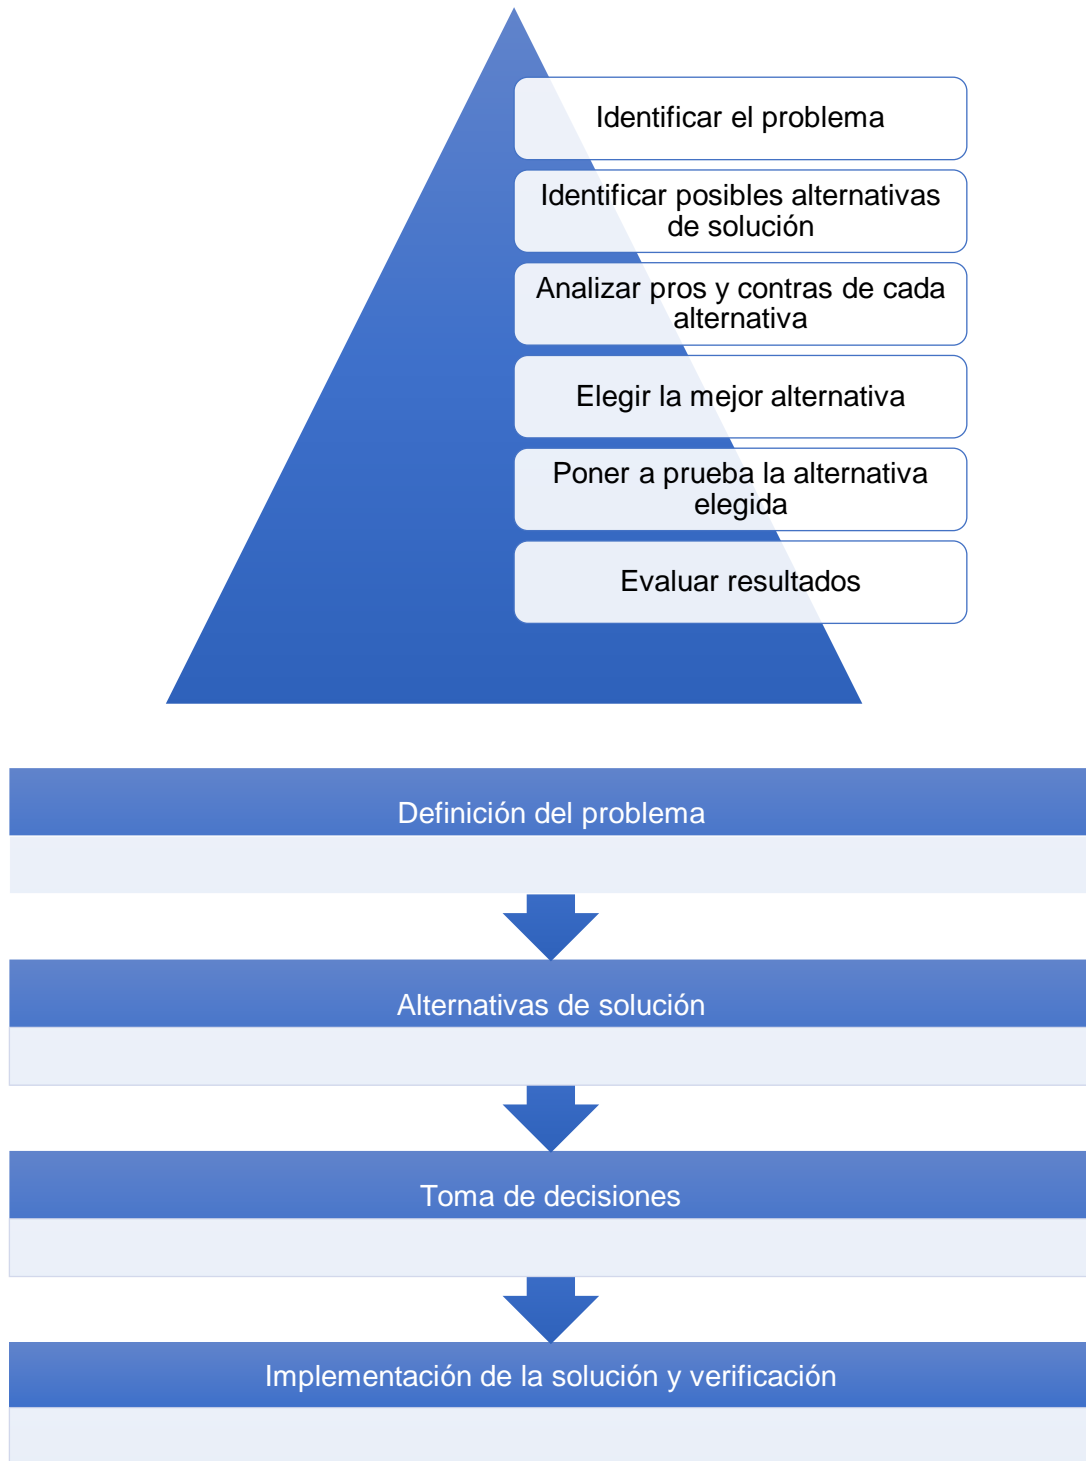 Identificar el problema
Identificar posibles alternativas
de solución
Analizar pros y contras de cada
alternativa
Elegir la mejor alternativa
Poner a prueba la alternativa
elegida
Evaluar resultados
Definición del problema
Alternativas de solución
Toma de decisiones
Implementación de la solución y verificación